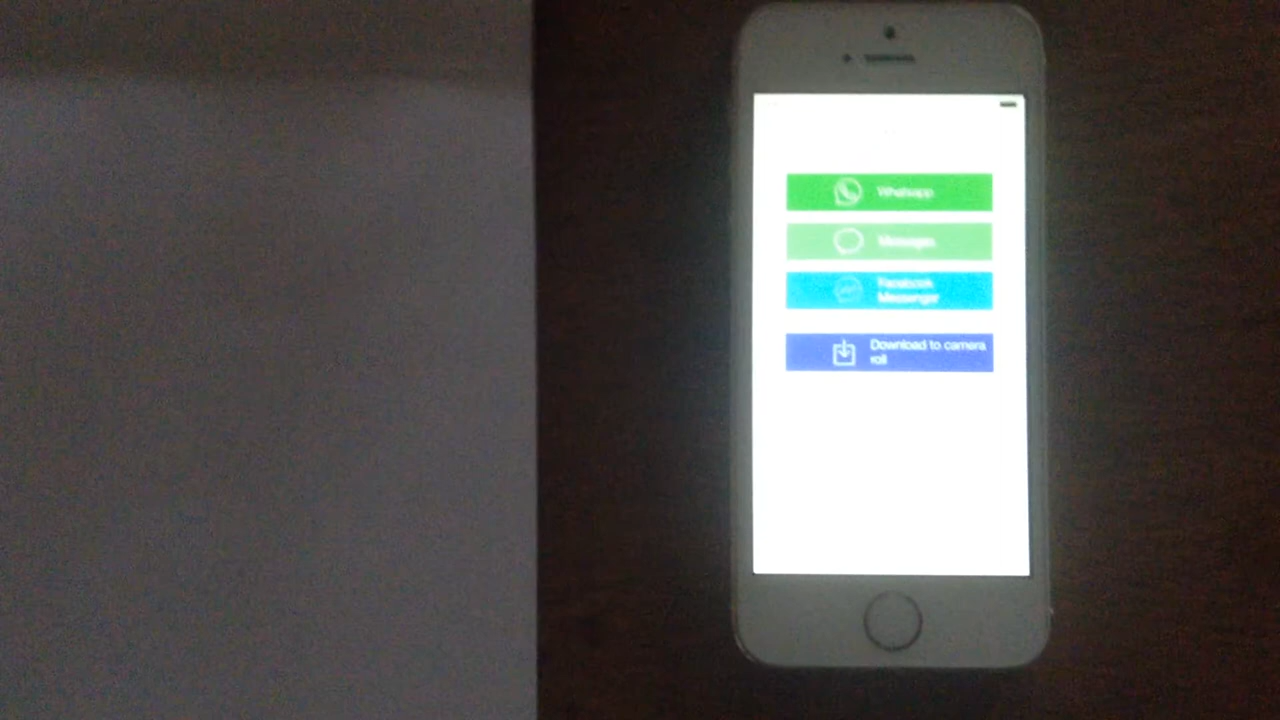 Whatsapp
Messages
Facebook
Messenger
Download to camera
roll